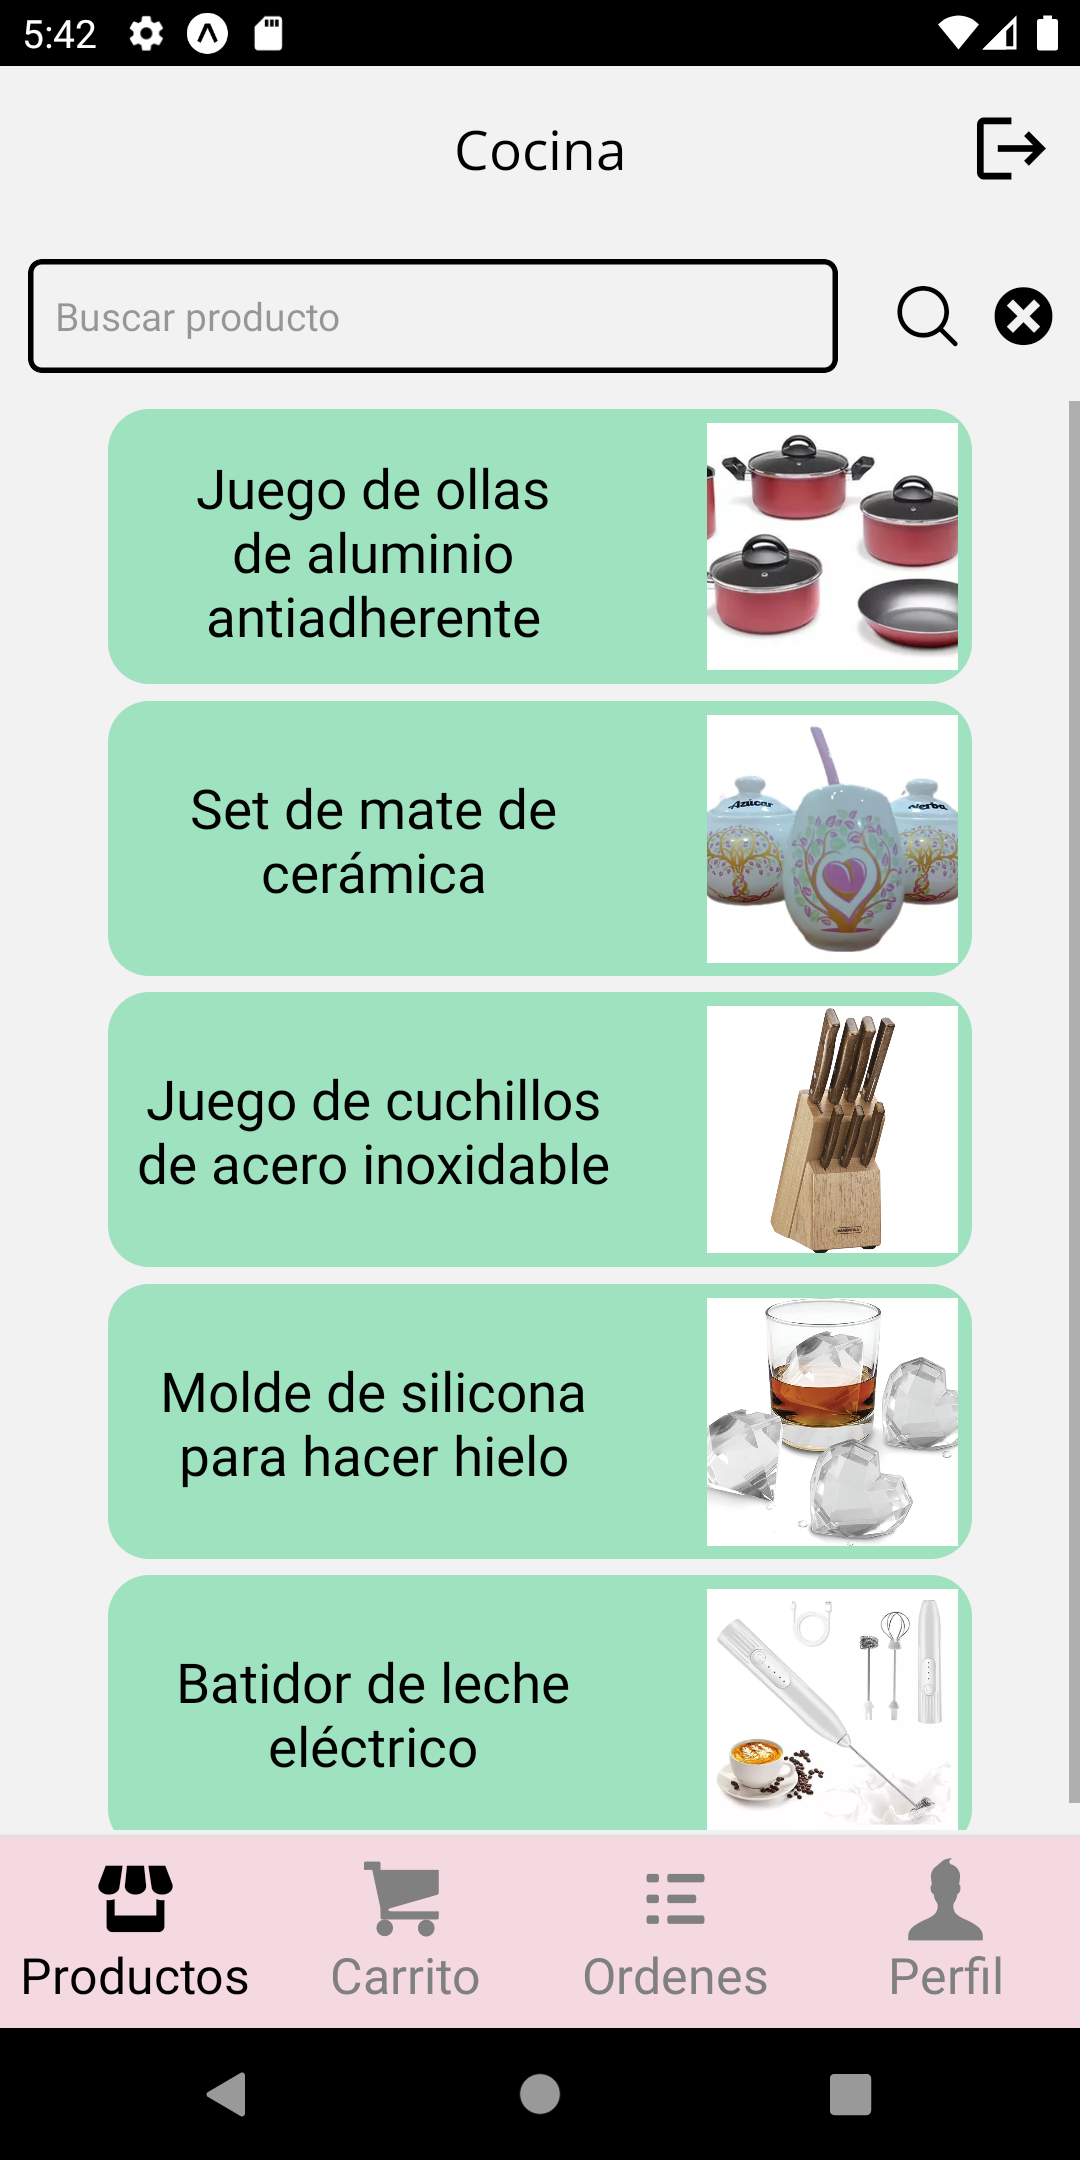 5:42
Cocina
Buscar producto
Juego de ollas
de aluminio
antiadherente
Azúcar
Yerba
Set de mate de
cerámica
Juego de cuchillos
de acero inoxidable
Molde de silicona
para hacer hielo
Batidor de leche
eléctrico
Productos
Carrito
Ordenes
Perfil